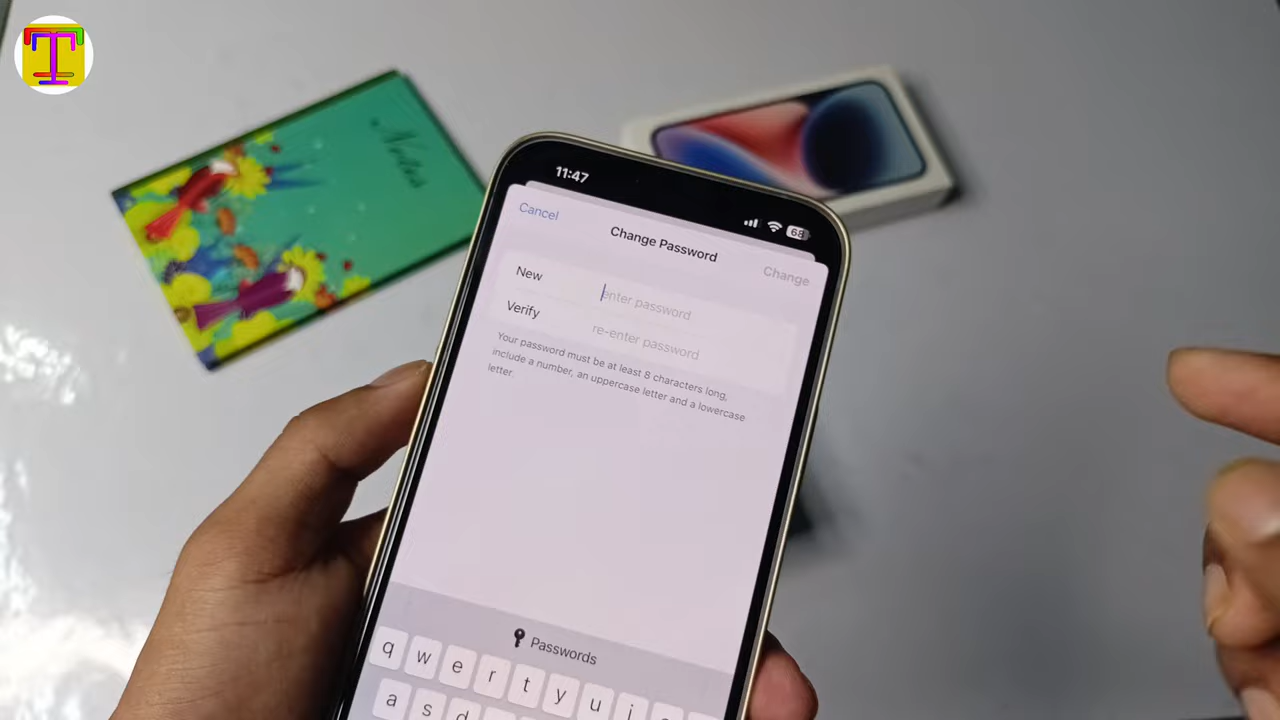 T
Notes
11:47
68
Cancel
Change Password
Change
New
enter password
Verify
re-enter password
Your password must be at least 8 characters long,
include a number, an uppercase letter and a lowercase
letter.
Passwords
q w e r t y u i
a s d